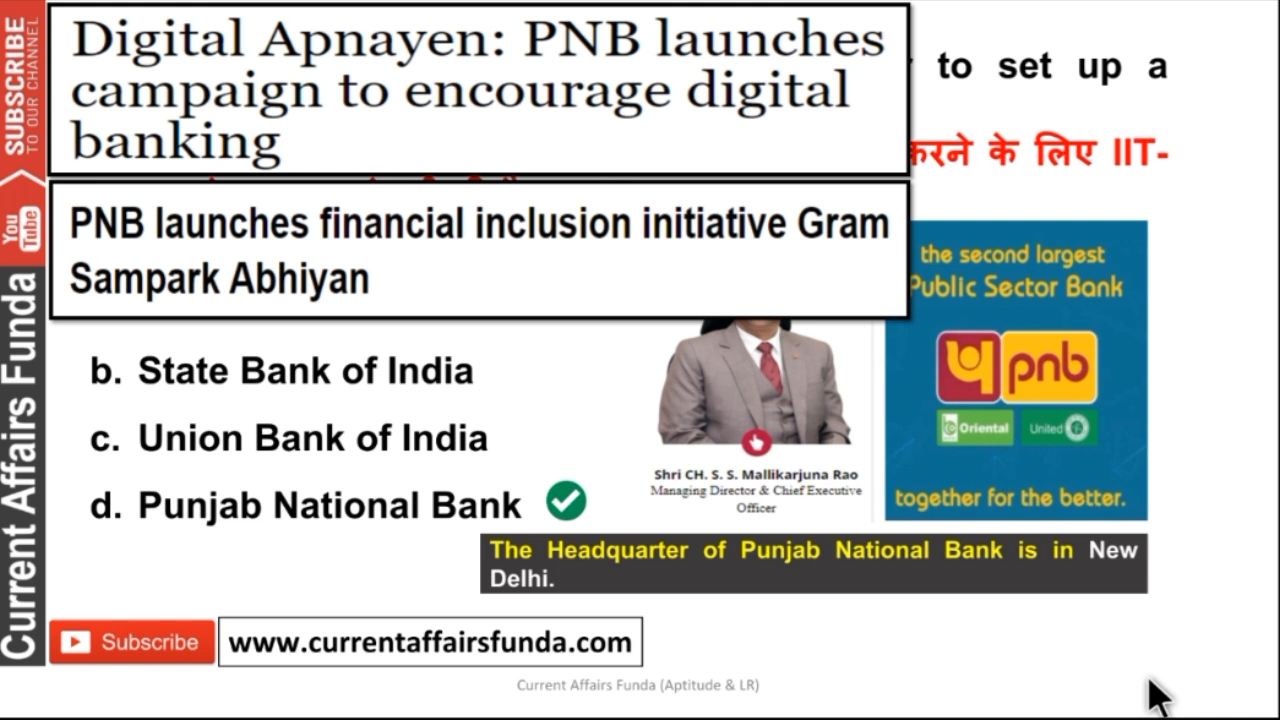 SUBSCRIBE
TO OUR CHANNEL
You
Tube
Current Affairs Funda
Digital Apnayen: PNB launches
campaign to encourage digital
banking
to set up a
करने के लिए IIT-
PNB launches financial inclusion initiative Gram
Sampark Abhiyan
b. State Bank of India
c. Union Bank of India
d. Punjab National Bank
Shri CH. S. S. Mallikarjuna Rao
Managing Director & Chief Executive
Officer
the second largest
Public Sector Bank
pnb
Oriental
United
together for the better.
The Headquarter of Punjab National Bank is in New
Delhi.
Subscribe
www.currentaffairsfunda.com
Current Affairs Funda (Aptitude & LR)